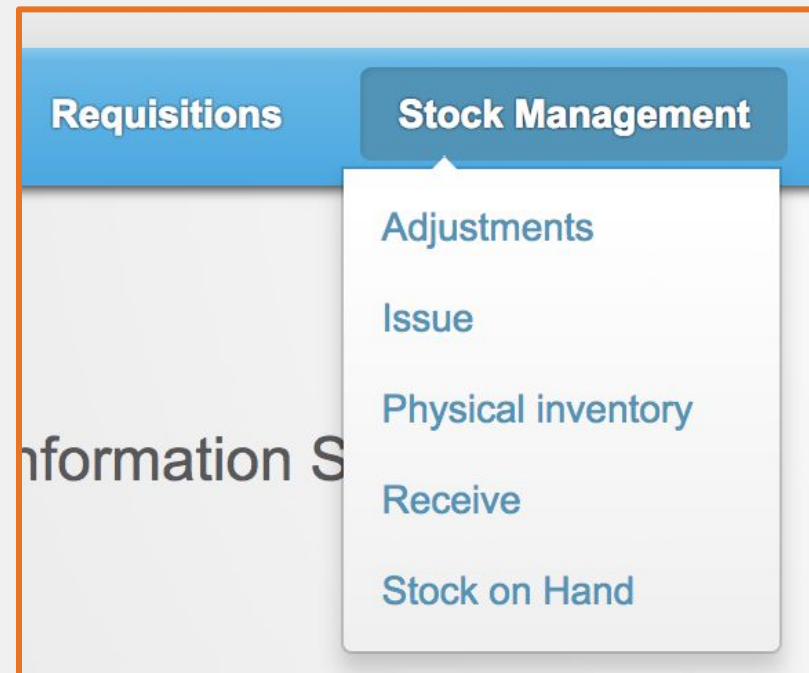 Requisitions Stock Management
Adjustments
Issue
Physical inventory
nformation S
Receive
Stock on Hand